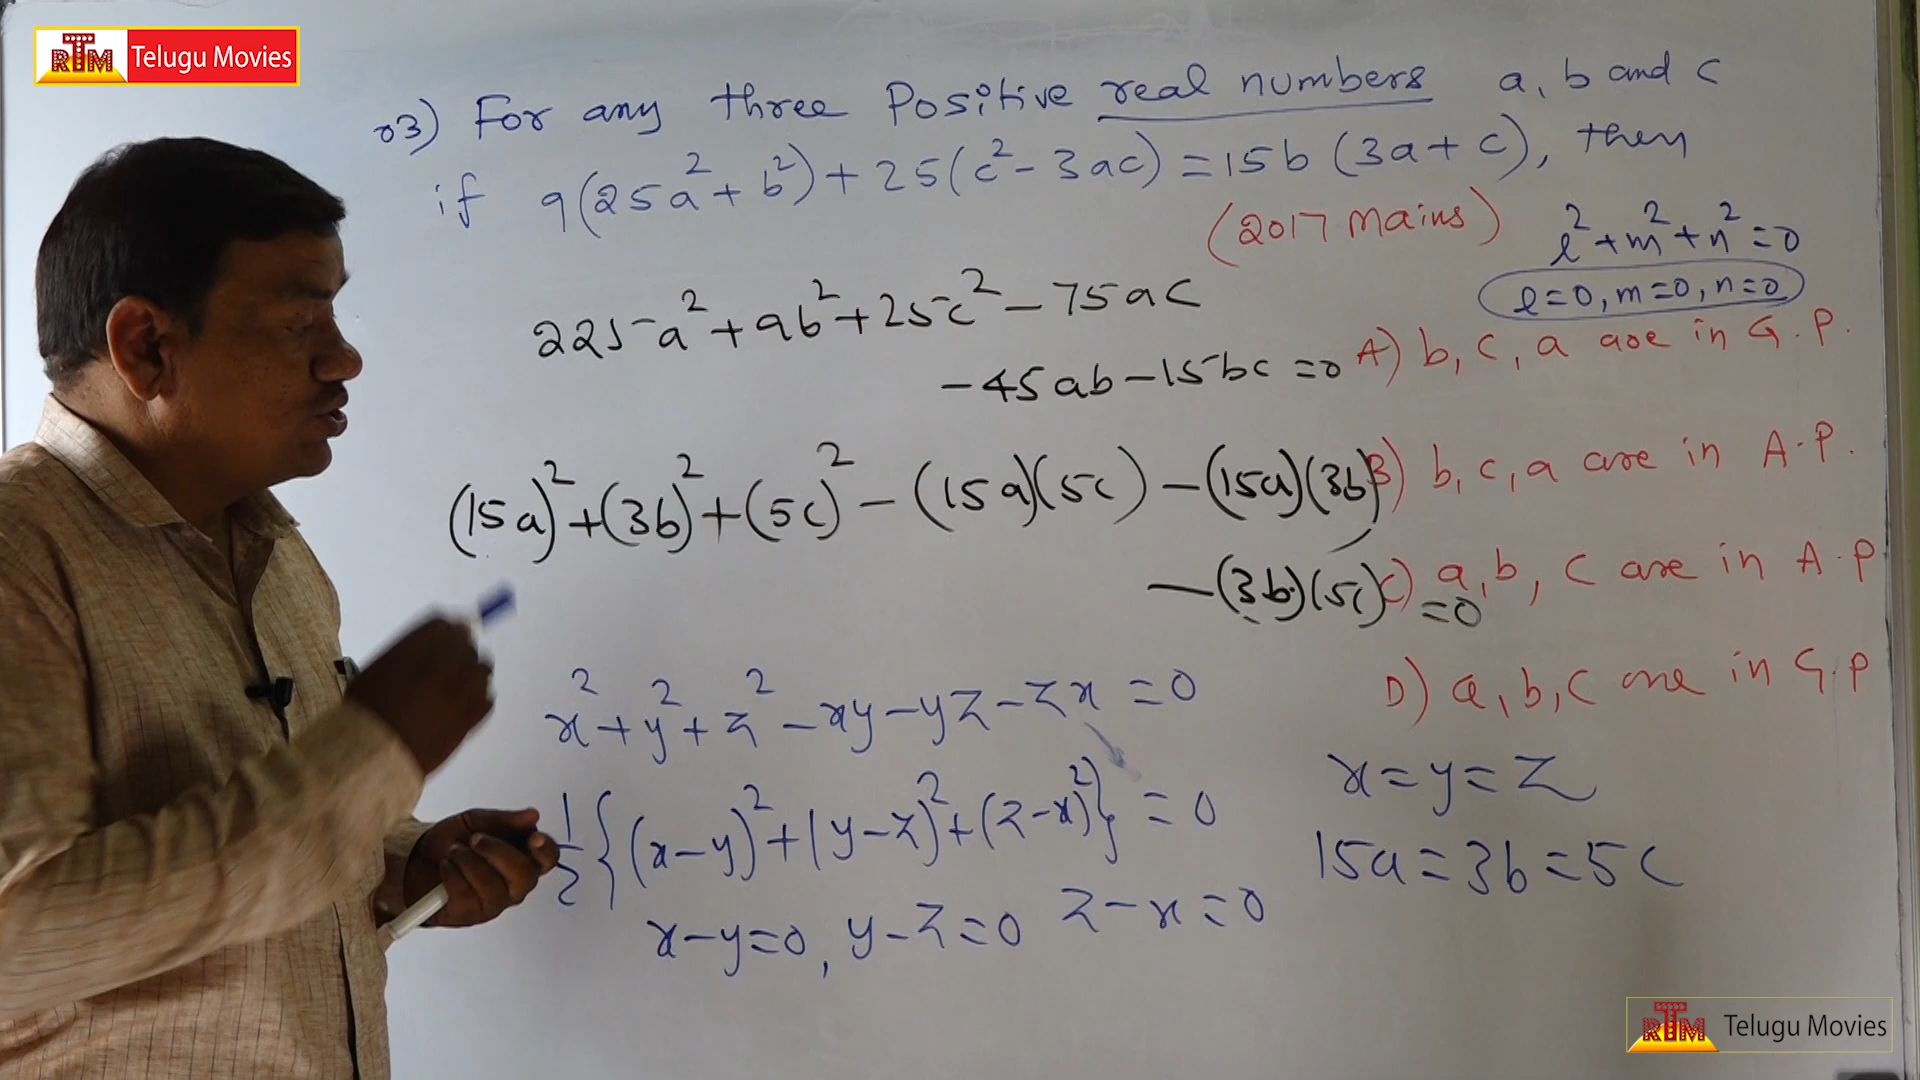 RTM Telugu Movies
03) For any three Positive real numbers a, b and c
if 9(25a²+b²)+25(c²-3ac)=15b(3a+c), then
(2017 Mains)
l²+m²+n²=0
l=0, m=0, n=0
225a²+9b²+25c²-75ac
-45ab-15bc=0
A) b, c, a are in G.P.
(15a)²+(3b)²+(5c)²-(15a)(5c)-(15a)(3b)
B) b, c, a are in A.P.
-(3b)(5c)=0
C) a, b, c are in A.P
x²+y²+z²-xy-yz-zx=0
D) a, b, c are in G.P
1/2{(x-y)²+(y-z)²+(z-x)²}=0
x=y=z
15a=3b=5c
x-y=0, y-z=0 z-x=0
RTM Telugu Movies